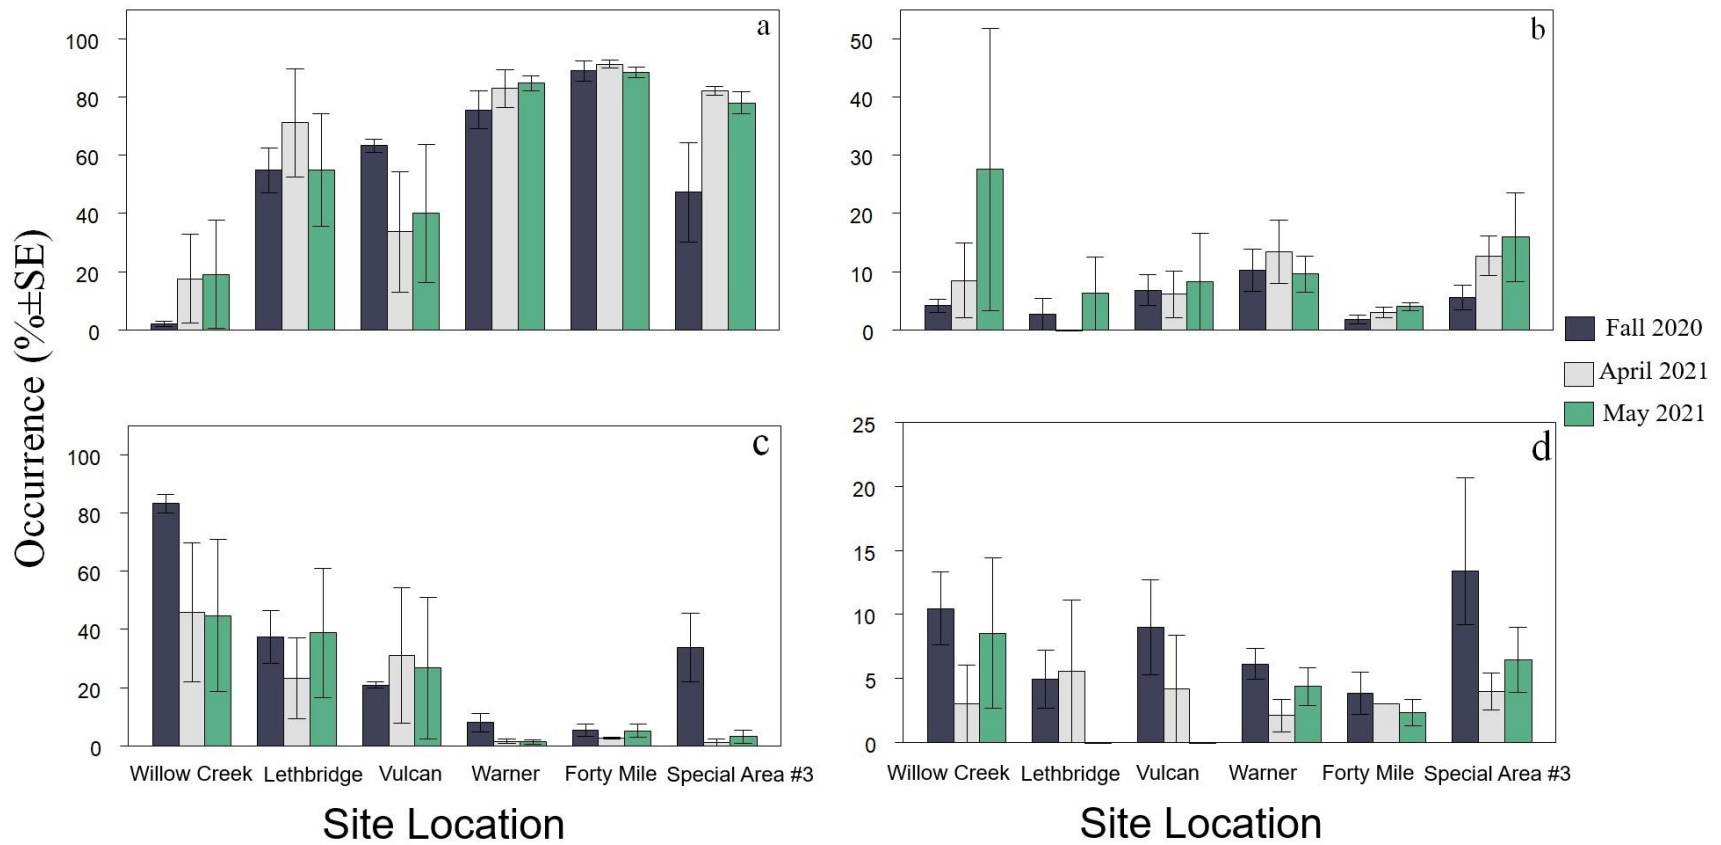 a
100
80
60
40
20
0
b
50
40
30
20
10
0
Occurrence (%±SE)
Fall 2020
April 2021
May 2021
c
100
80
60
40
20
0
Willow Creek Lethbridge Vulcan Warner Forty Mile Special Area #3
Site Location
d
25
20
15
10
5
0
Willow Creek Lethbridge Vulcan Warner Forty Mile Special Area #3
Site Location